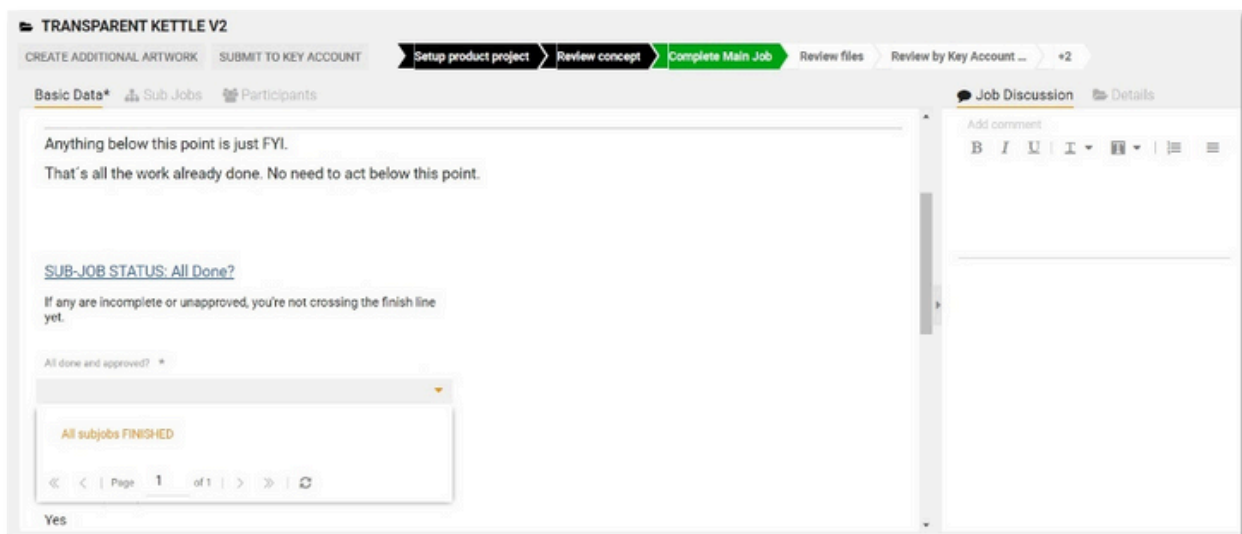 TRANSPARENT KETTLE V2
CREATE ADDITIONAL ARTWORK SUBMIT TO KEY ACCOUNT Setup product project Review concept Complete Main Job Review files Review by Key Account ... +2
Basic Data* Sub Jobs Participants Job Discussion Details
Add comment
B I U T
Anything below this point is just FYI.
That´s all the work already done. No need to act below this point.
SUB-JOB STATUS: All Done?
If any are incomplete or unapproved, you're not crossing the finish line
yet.
All done and approved? *
All subjobs FINISHED
Page 1 of 1
Yes